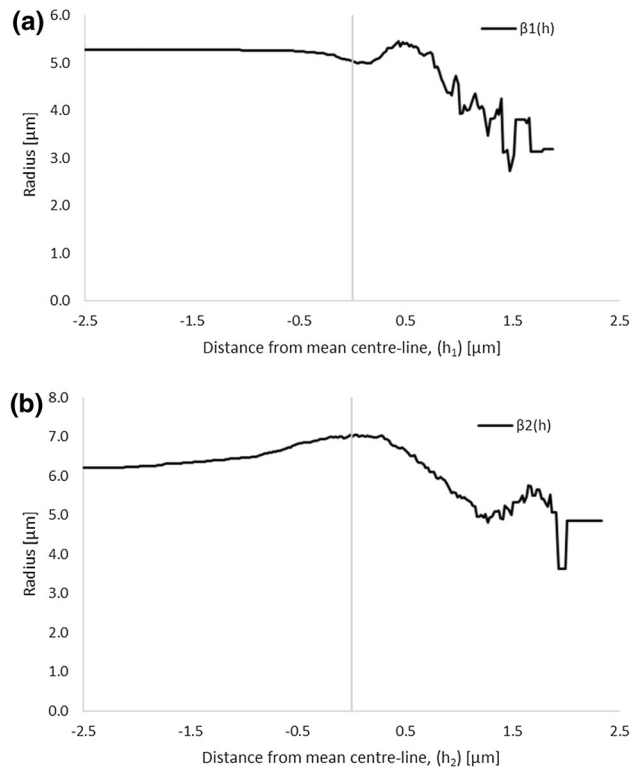 (a)
6.0
β1(h)
5.0
4.0
3.0
2.0
1.0
0.0
Radius [μm]
-2.5 -1.5 -0.5 0.5 1.5 2.5
Distance from mean centre-line, (h₁) [μm]
(b)
8.0
β2(h)
7.0
6.0
5.0
4.0
3.0
2.0
1.0
0.0
Radius [μm]
-2.5 -1.5 -0.5 0.5 1.5 2.5
Distance from mean centre-line, (h₂) [μm]